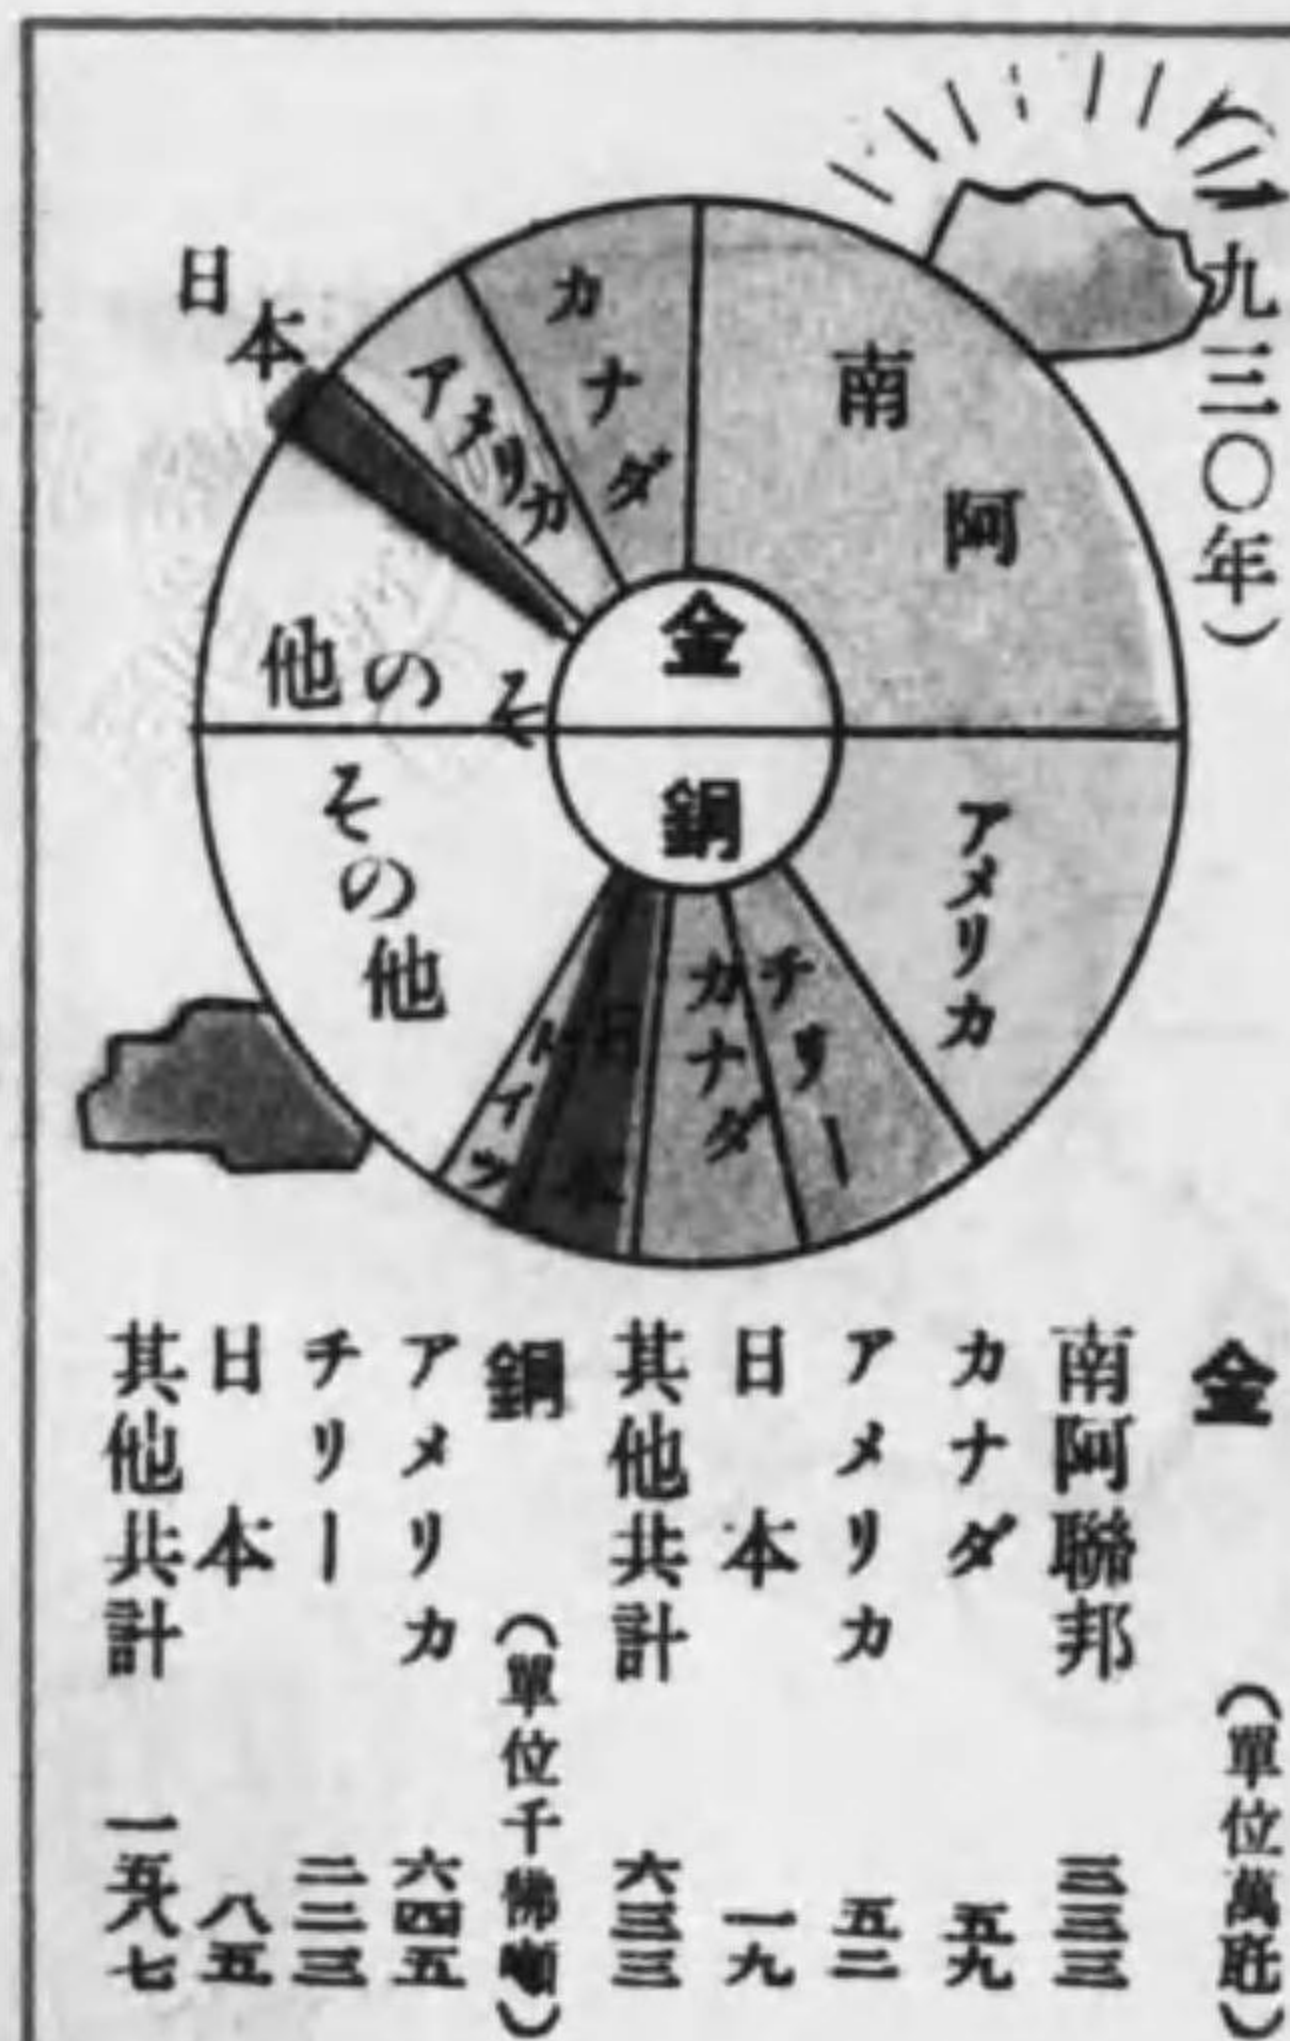 (一九三〇年)
南阿
カナダ
アメリカ
日本
その他
金
銅
アメリカ
チリー
カナダ
日本
ドイツ
その他
金 (單位萬瓩)
南阿聯邦 三三三
カナダ 五九
アメリカ 五二
日本 一九
其他共計 六三三
銅 (單位千佛噸)
アメリカ 六四五
チリー 二二三
日本 八五
其他共計 一五八七